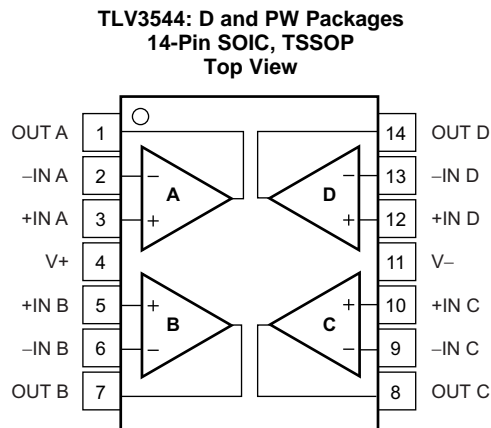 TLV3544: D and PW Packages
14-Pin SOIC, TSSOP
Top View
OUT A 1 14 OUT D
−IN A 2 − − 13 −IN D
A D
+IN A 3 + + 12 +IN D
V+ 4 11 V−
+IN B 5 + + 10 +IN C
B C
−IN B 6 − − 9 −IN C
OUT B 7 8 OUT C